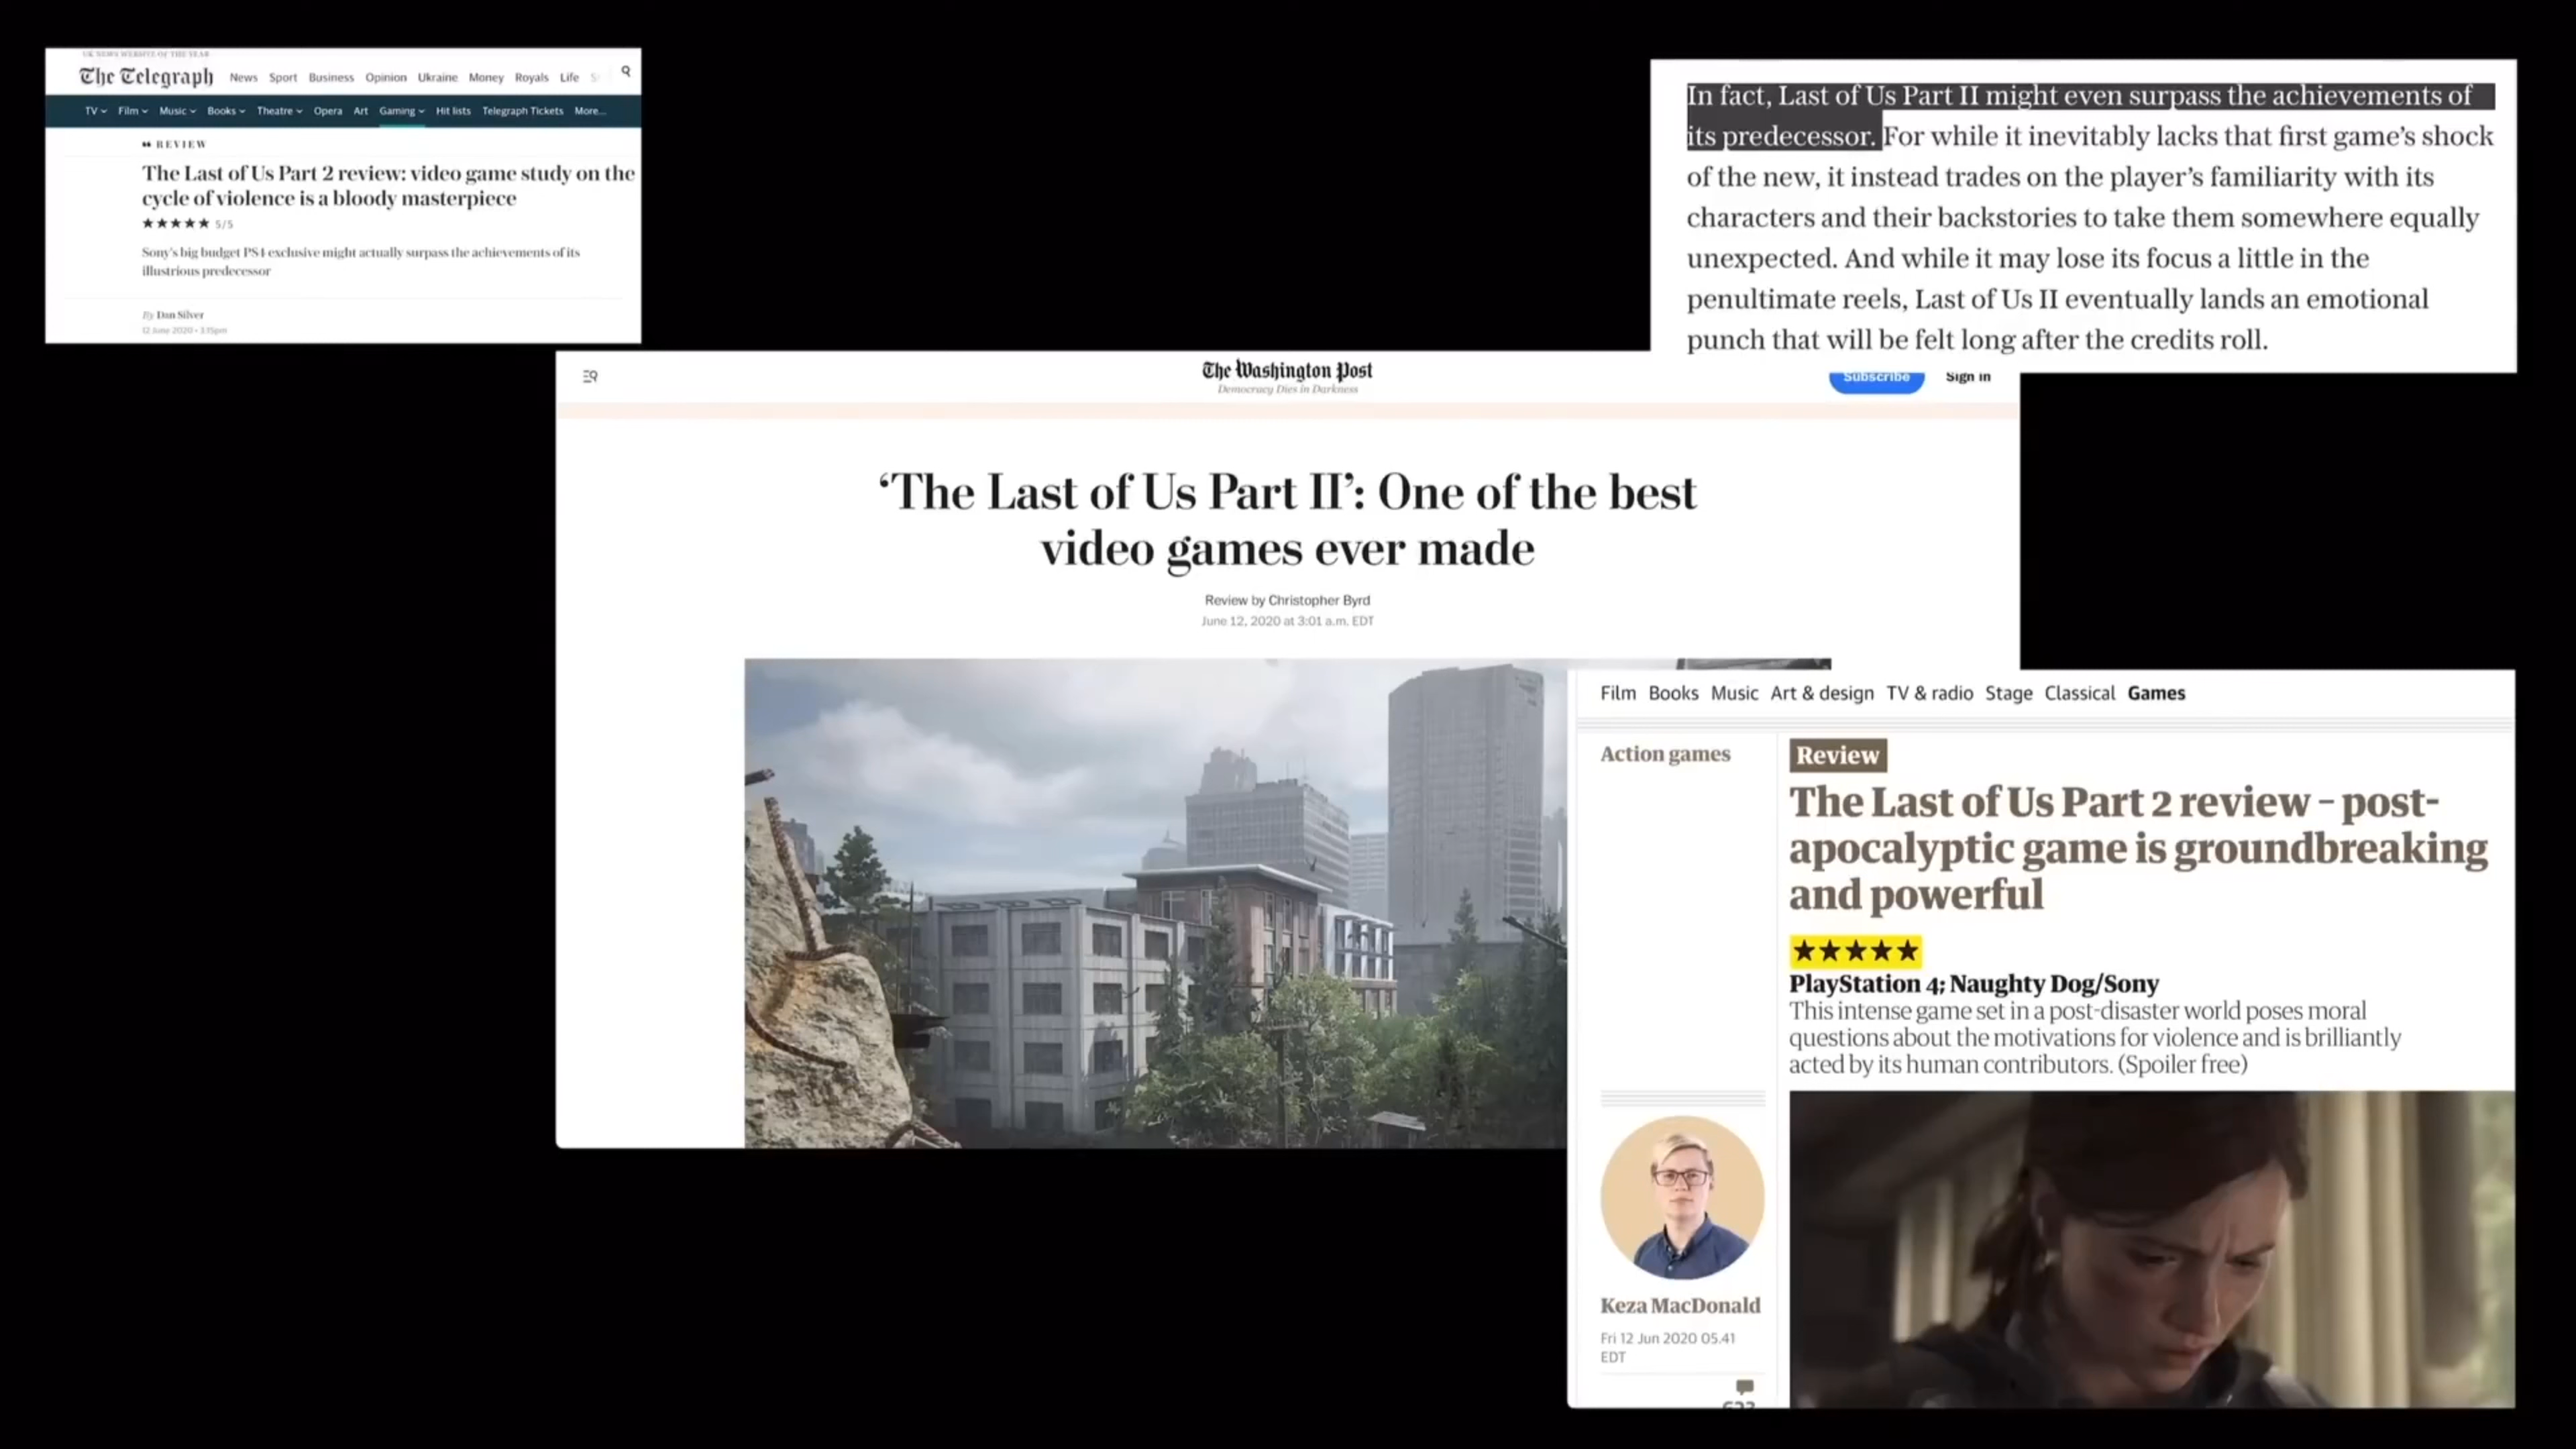 UK NEWS WEBSITE OF THE YEAR
The Telegraph News Sport Business Opinion Ukraine Money Royals Life S
TV Film Music Books Theatre Opera Art Gaming Hit lists Telegraph Tickets More...
❝ REVIEW
The Last of Us Part 2 review: video game study on the
cycle of violence is a bloody masterpiece
★★★★★ 5/5
Sony's big budget PS4 exclusive might actually surpass the achievements of its
illustrious predecessor
By Dan Silver
12 June 2020 • 3:15pm
In fact, Last of Us Part II might even surpass the achievements of
its predecessor. For while it inevitably lacks that first game's shock
of the new, it instead trades on the player's familiarity with its
characters and their backstories to take them somewhere equally
unexpected. And while it may lose its focus a little in the
penultimate reels, Last of Us II eventually lands an emotional
punch that will be felt long after the credits roll.
The Washington Post
Democracy Dies in Darkness
Subscribe Sign in
‘The Last of Us Part II’: One of the best
video games ever made
Review by Christopher Byrd
June 12, 2020 at 3:01 a.m. EDT
Film Books Music Art & design TV & radio Stage Classical Games
Action games
Review
The Last of Us Part 2 review – post-
apocalyptic game is groundbreaking
and powerful
★★★★★
PlayStation 4; Naughty Dog/Sony
This intense game set in a post-disaster world poses moral
questions about the motivations for violence and is brilliantly
acted by its human contributors. (Spoiler free)
Keza MacDonald
Fri 12 Jun 2020 05.41
EDT